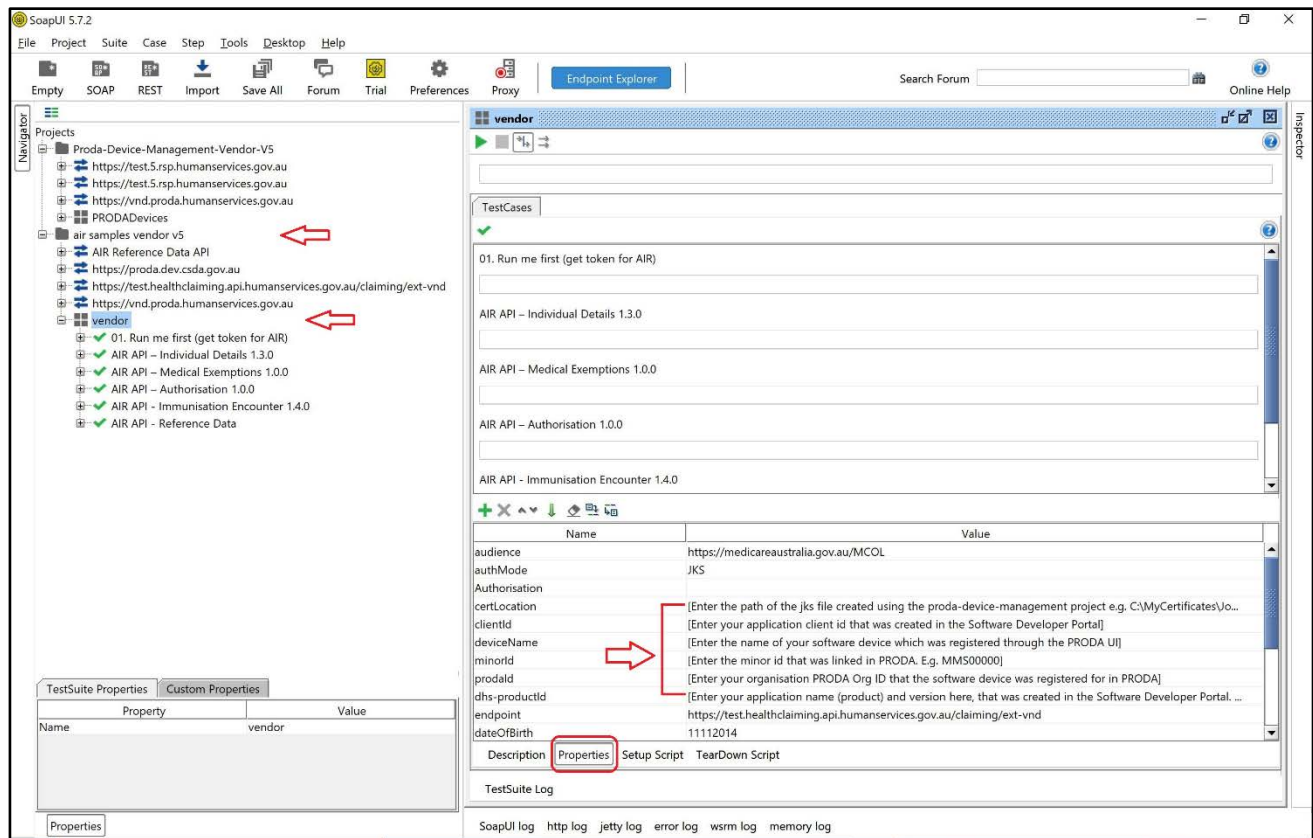 SoapUI 5.7.2
File Project Suite Case Step Tools Desktop Help
Empty SOAP REST Import Save All Forum Trial Preferences Proxy Endpoint Explorer Search Forum Online Help
Navigator
Projects
Proda-Device-Management-Vendor-V5
https://test.5.rsp.humanservices.gov.au
https://test.5.rsp.humanservices.gov.au
https://vnd.proda.humanservices.gov.au
PRODADevices
air samples vendor v5
AIR Reference Data API
https://proda.dev.csda.gov.au
https://test.healthclaiming.api.humanservices.gov.au/claiming/ext-vnd
https://vnd.proda.humanservices.gov.au
vendor
01. Run me first (get token for AIR)
AIR API – Individual Details 1.3.0
AIR API – Medical Exemptions 1.0.0
AIR API – Authorisation 1.0.0
AIR API - Immunisation Encounter 1.4.0
AIR API - Reference Data
TestSuite Properties Custom Properties
Property Value
Name vendor
Properties
vendor
TestCases
01. Run me first (get token for AIR)
AIR API – Individual Details 1.3.0
AIR API – Medical Exemptions 1.0.0
AIR API – Authorisation 1.0.0
AIR API - Immunisation Encounter 1.4.0
Name Value
audience https://medicareaustralia.gov.au/MCOL
authMode JKS
Authorisation
certLocation [Enter the path of the jks file created using the proda-device-management project e.g. C:\MyCertificates\Jo...
clientId [Enter your application client id that was created in the Software Developer Portal]
deviceName [Enter the name of your software device which was registered through the PRODA UI]
minorId [Enter the minor id that was linked in PRODA. E.g. MMS00000]
prodaId [Enter your organisation PRODA Org ID that the software device was registered for in PRODA]
dhs-productId [Enter your application name (product) and version here, that was created in the Software Developer Portal. ...
endpoint https://test.healthclaiming.api.humanservices.gov.au/claiming/ext-vnd
dateOfBirth 11112014
Description Properties Setup Script TearDown Script
TestSuite Log
SoapUI log http log jetty log error log wsrm log memory log
Inspector